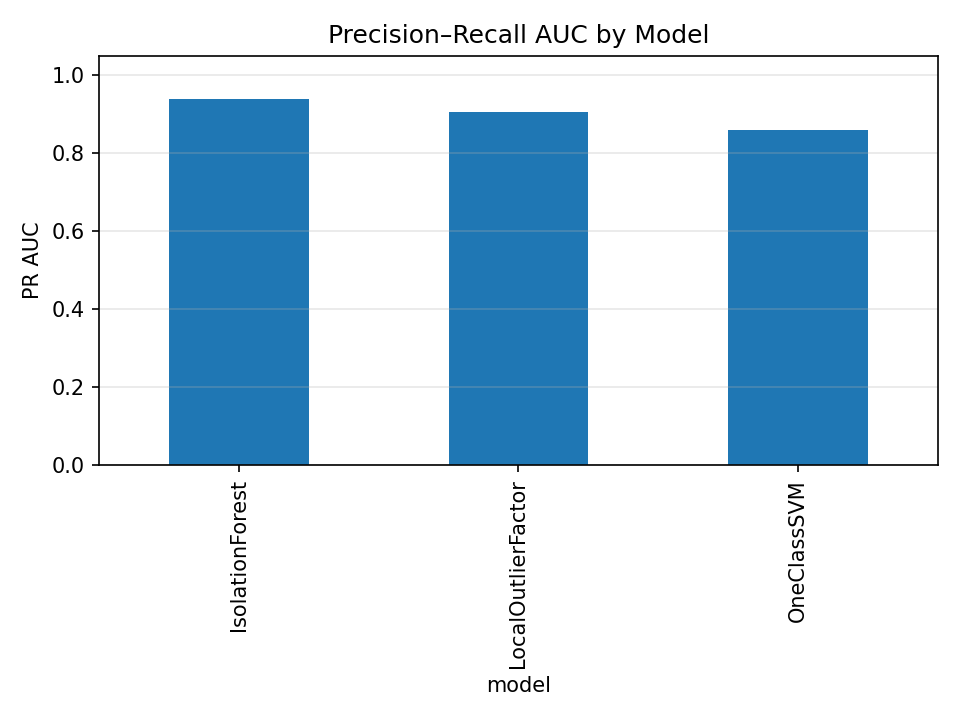 Precision–Recall AUC by Model
PR AUC
1.0
0.8
0.6
0.4
0.2
0.0
IsolationForest
LocalOutlierFactor
OneClassSVM
model